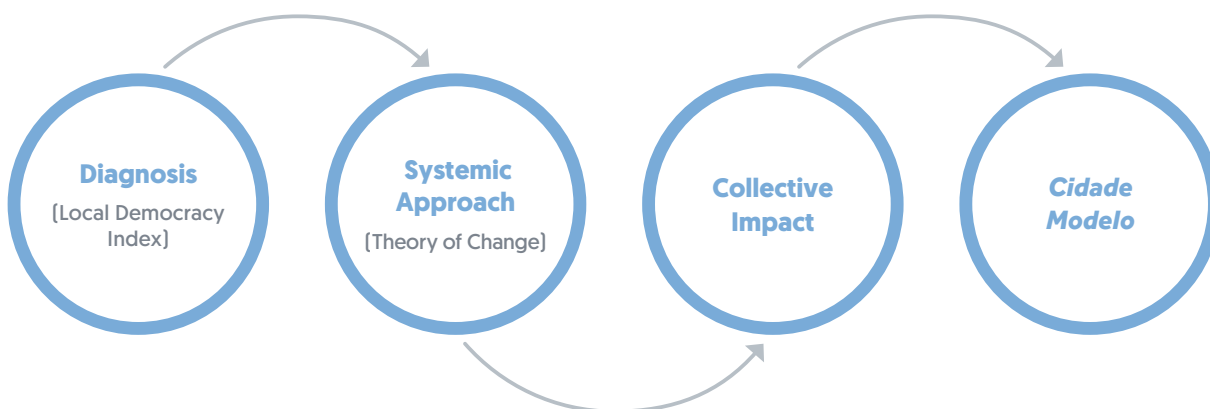 Diagnosis
(Local Democracy
Index)
Systemic
Approach
(Theory of Change)
Collective
Impact
Cidade
Modelo